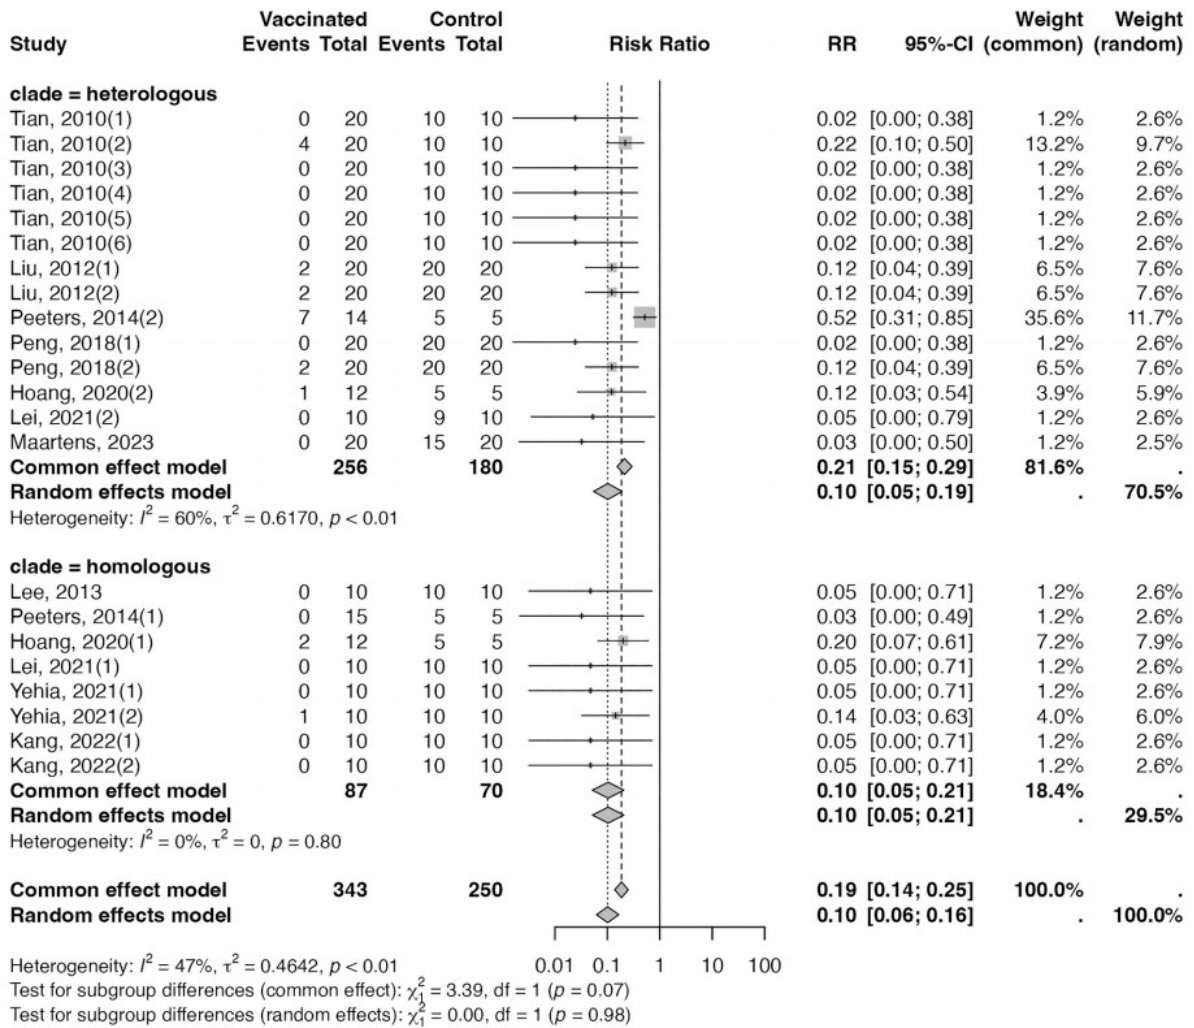 Vaccinated Control Weight Weight
Study Events Total Events Total Risk Ratio RR 95%-CI (common) (random)
clade = heterologous
Tian, 2010(1) 0 20 10 10 0.02 [0.00; 0.38] 1.2% 2.6%
Tian, 2010(2) 4 20 10 10 0.22 [0.10; 0.50] 13.2% 9.7%
Tian, 2010(3) 0 20 10 10 0.02 [0.00; 0.38] 1.2% 2.6%
Tian, 2010(4) 0 20 10 10 0.02 [0.00; 0.38] 1.2% 2.6%
Tian, 2010(5) 0 20 10 10 0.02 [0.00; 0.38] 1.2% 2.6%
Tian, 2010(6) 0 20 10 10 0.02 [0.00; 0.38] 1.2% 2.6%
Liu, 2012(1) 2 20 20 20 0.12 [0.04; 0.39] 6.5% 7.6%
Liu, 2012(2) 2 20 20 20 0.12 [0.04; 0.39] 6.5% 7.6%
Peeters, 2014(2) 7 14 5 5 0.52 [0.31; 0.85] 35.6% 11.7%
Peng, 2018(1) 0 20 20 20 0.02 [0.00; 0.38] 1.2% 2.6%
Peng, 2018(2) 2 20 20 20 0.12 [0.04; 0.39] 6.5% 7.6%
Hoang, 2020(2) 1 12 5 5 0.12 [0.03; 0.54] 3.9% 5.9%
Lei, 2021(2) 0 10 9 10 0.05 [0.00; 0.79] 1.2% 2.6%
Maartens, 2023 0 20 15 20 0.03 [0.00; 0.50] 1.2% 2.5%
Common effect model 256 180 0.21 [0.15; 0.29] 81.6% .
Random effects model 0.10 [0.05; 0.19] . 70.5%
Heterogeneity: I² = 60%, τ² = 0.6170, p < 0.01
clade = homologous
Lee, 2013 0 10 10 10 0.05 [0.00; 0.71] 1.2% 2.6%
Peeters, 2014(1) 0 15 5 5 0.03 [0.00; 0.49] 1.2% 2.6%
Hoang, 2020(1) 2 12 5 5 0.20 [0.07; 0.61] 7.2% 7.9%
Lei, 2021(1) 0 10 10 10 0.05 [0.00; 0.71] 1.2% 2.6%
Yehia, 2021(1) 0 10 10 10 0.05 [0.00; 0.71] 1.2% 2.6%
Yehia, 2021(2) 1 10 10 10 0.14 [0.03; 0.63] 4.0% 6.0%
Kang, 2022(1) 0 10 10 10 0.05 [0.00; 0.71] 1.2% 2.6%
Kang, 2022(2) 0 10 10 10 0.05 [0.00; 0.71] 1.2% 2.6%
Common effect model 87 70 0.10 [0.05; 0.21] 18.4% .
Random effects model 0.10 [0.05; 0.21] . 29.5%
Heterogeneity: I² = 0%, τ² = 0, p = 0.80
Common effect model 343 250 0.19 [0.14; 0.25] 100.0% .
Random effects model 0.10 [0.06; 0.16] . 100.0%
0.01 0.1 1 10 100
Heterogeneity: I² = 47%, τ² = 0.4642, p < 0.01
Test for subgroup differences (common effect): χ²₁ = 3.39, df = 1 (p = 0.07)
Test for subgroup differences (random effects): χ²₁ = 0.00, df = 1 (p = 0.98)